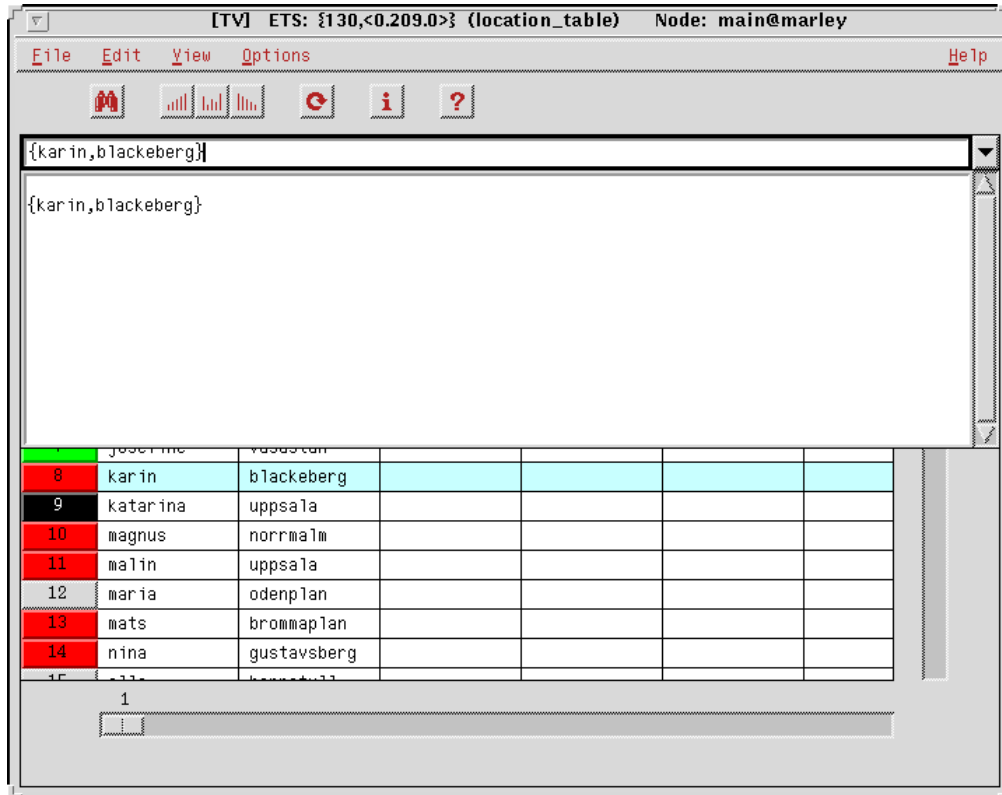 [TV] ETS: {130,<0.209.0>} (location_table) Node: main@marley
File Edit View Options Help
i ?
{karin,blackeberg}
{karin,blackeberg}
8 karin blackeberg
9 katarina uppsala
10 magnus norrmalm
11 malin uppsala
12 maria odenplan
13 mats brommaplan
14 nina gustavsberg
1